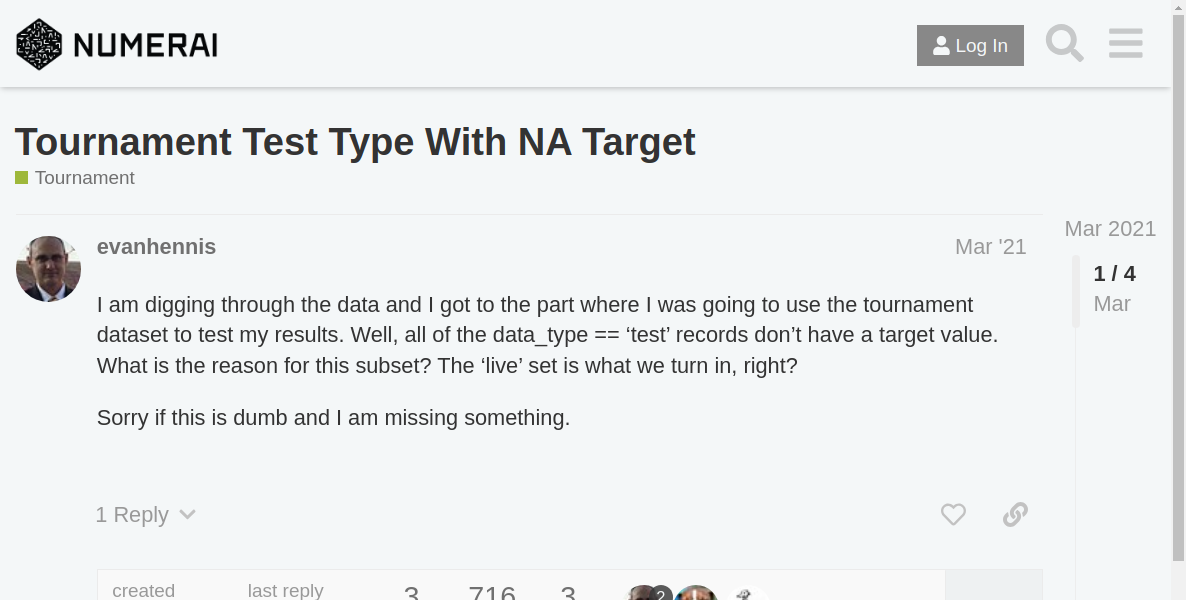 NUMERAI
Log In
Tournament Test Type With NA Target
Tournament
evanhennis
Mar '21
Mar 2021
1 / 4
Mar
I am digging through the data and I got to the part where I was going to use the tournament
dataset to test my results. Well, all of the data_type == ‘test’ records don’t have a target value.
What is the reason for this subset? The ‘live’ set is what we turn in, right?
Sorry if this is dumb and I am missing something.
1 Reply
created
last reply
3
716
3
2